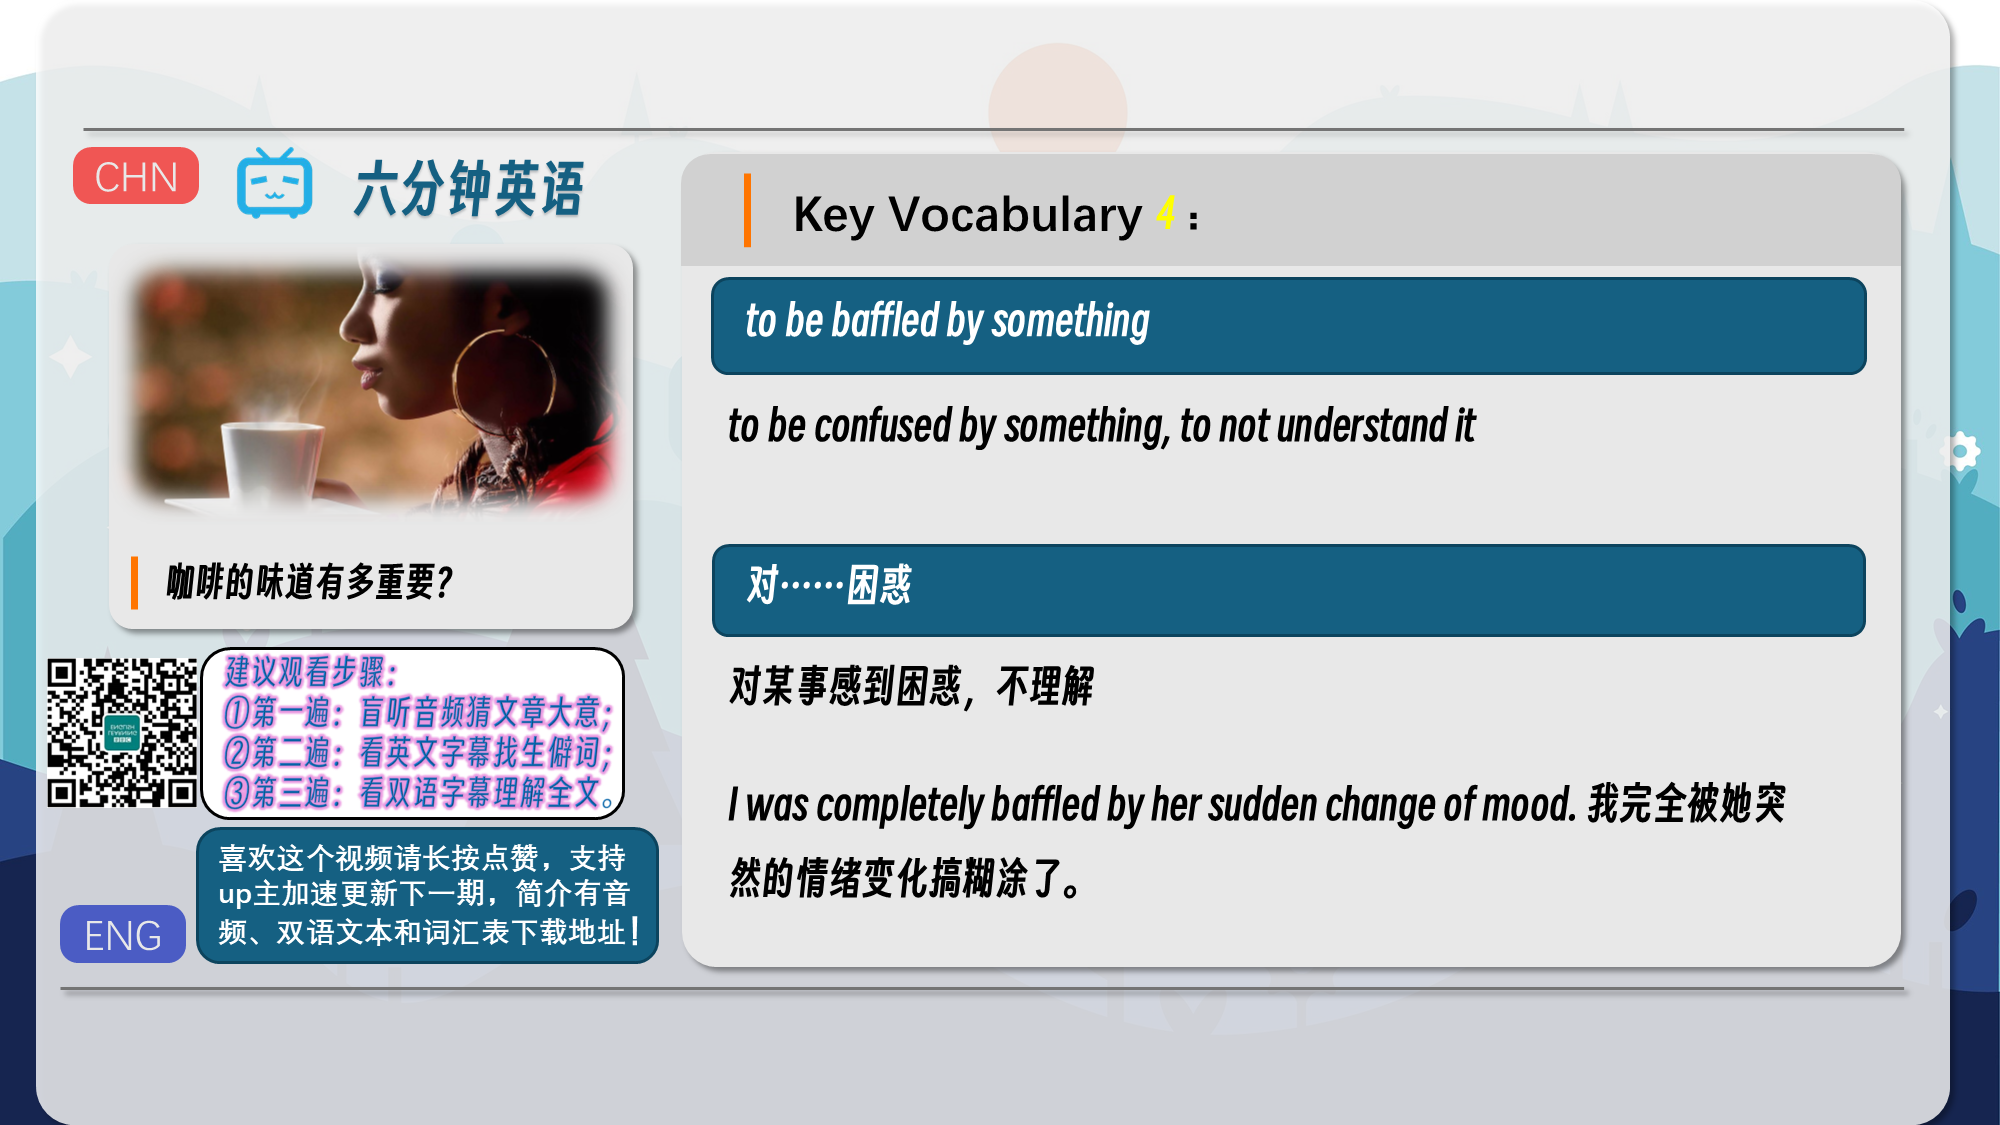 CHN
六分钟英语
咖啡的味道有多重要?
建议观看步骤：
①第一遍：盲听音频猜文章大意；
②第二遍：看英文字幕找生僻词；
③第三遍：看双语字幕理解全文。
喜欢这个视频请长按点赞，支持
up主加速更新下一期，简介有音
频、双语文本和词汇表下载地址！
ENG
Key Vocabulary 4：
to be baffled by something
to be confused by something, to not understand it
对……困惑
对某事感到困惑，不理解
I was completely baffled by her sudden change of mood. 我完全被她突
然的情绪变化搞糊涂了。